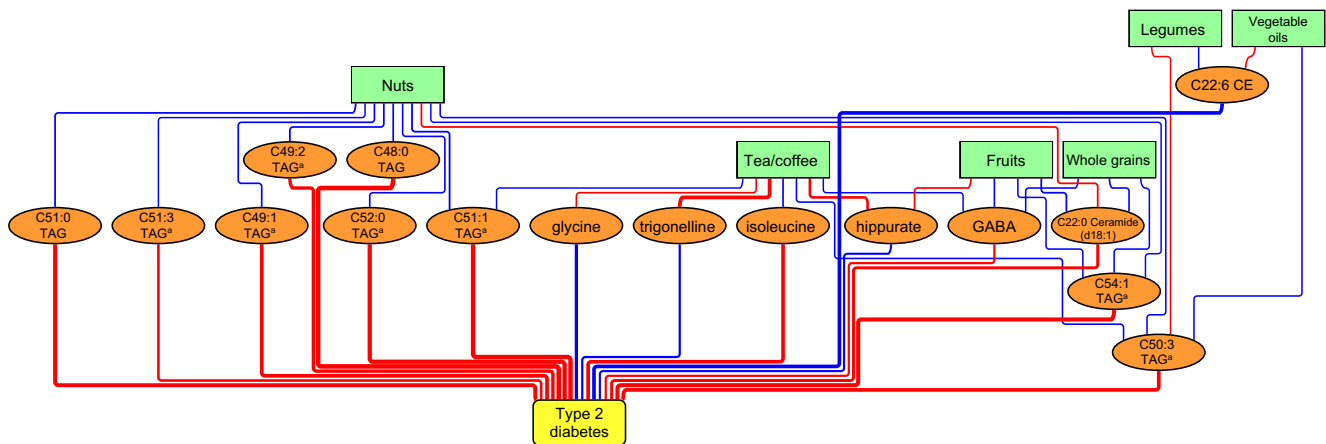 Legumes
Vegetable
oils
Nuts
C22:6 CE
C49:2
TAGᵃ
C48:0
TAG
Tea/coffee
Fruits
Whole grains
C51:0
TAG
C51:3
TAGᵃ
C49:1
TAGᵃ
C52:0
TAGᵃ
C51:1
TAGᵃ
glycine
trigonelline
isoleucine
hippurate
GABA
C22:0 Ceramide
(d18:1)
C54:1
TAGᵃ
C50:3
TAGᵃ
Type 2
diabetes